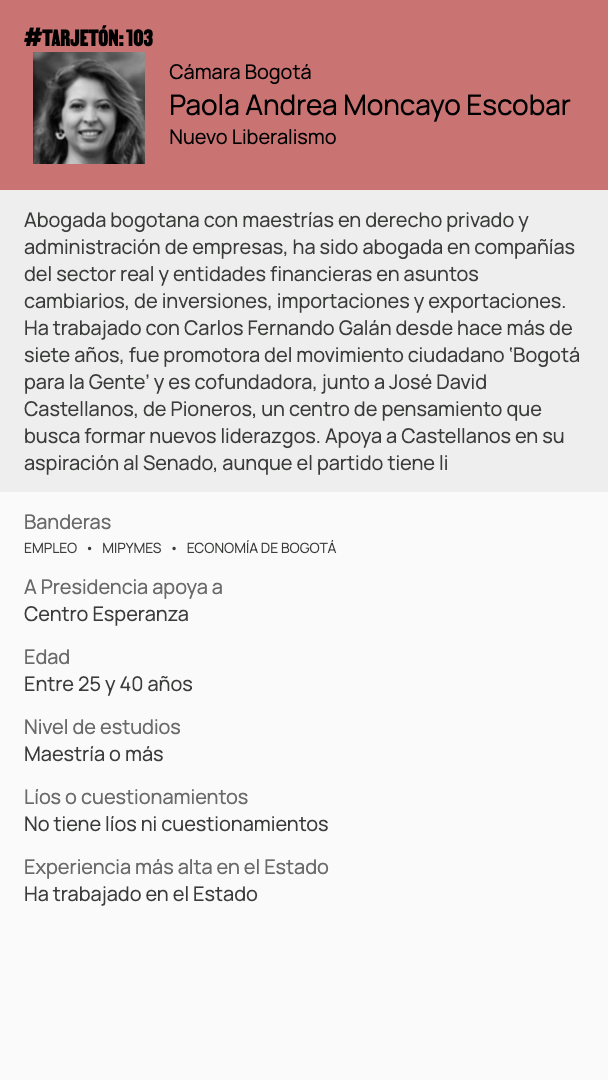 #TARJETÓN: 103
Cámara Bogotá
Paola Andrea Moncayo Escobar
Nuevo Liberalismo
Abogada bogotana con maestrías en derecho privado y
administración de empresas, ha sido abogada en compañías
del sector real y entidades financieras en asuntos
cambiarios, de inversiones, importaciones y exportaciones.
Ha trabajado con Carlos Fernando Galán desde hace más de
siete años, fue promotora del movimiento ciudadano ‘Bogotá
para la Gente’ y es cofundadora, junto a José David
Castellanos, de Pioneros, un centro de pensamiento que
busca formar nuevos liderazgos. Apoya a Castellanos en su
aspiración al Senado, aunque el partido tiene li
Banderas
EMPLEO • MIPYMES • ECONOMÍA DE BOGOTÁ
A Presidencia apoya a
Centro Esperanza
Edad
Entre 25 y 40 años
Nivel de estudios
Maestría o más
Líos o cuestionamientos
No tiene líos ni cuestionamientos
Experiencia más alta en el Estado
Ha trabajado en el Estado